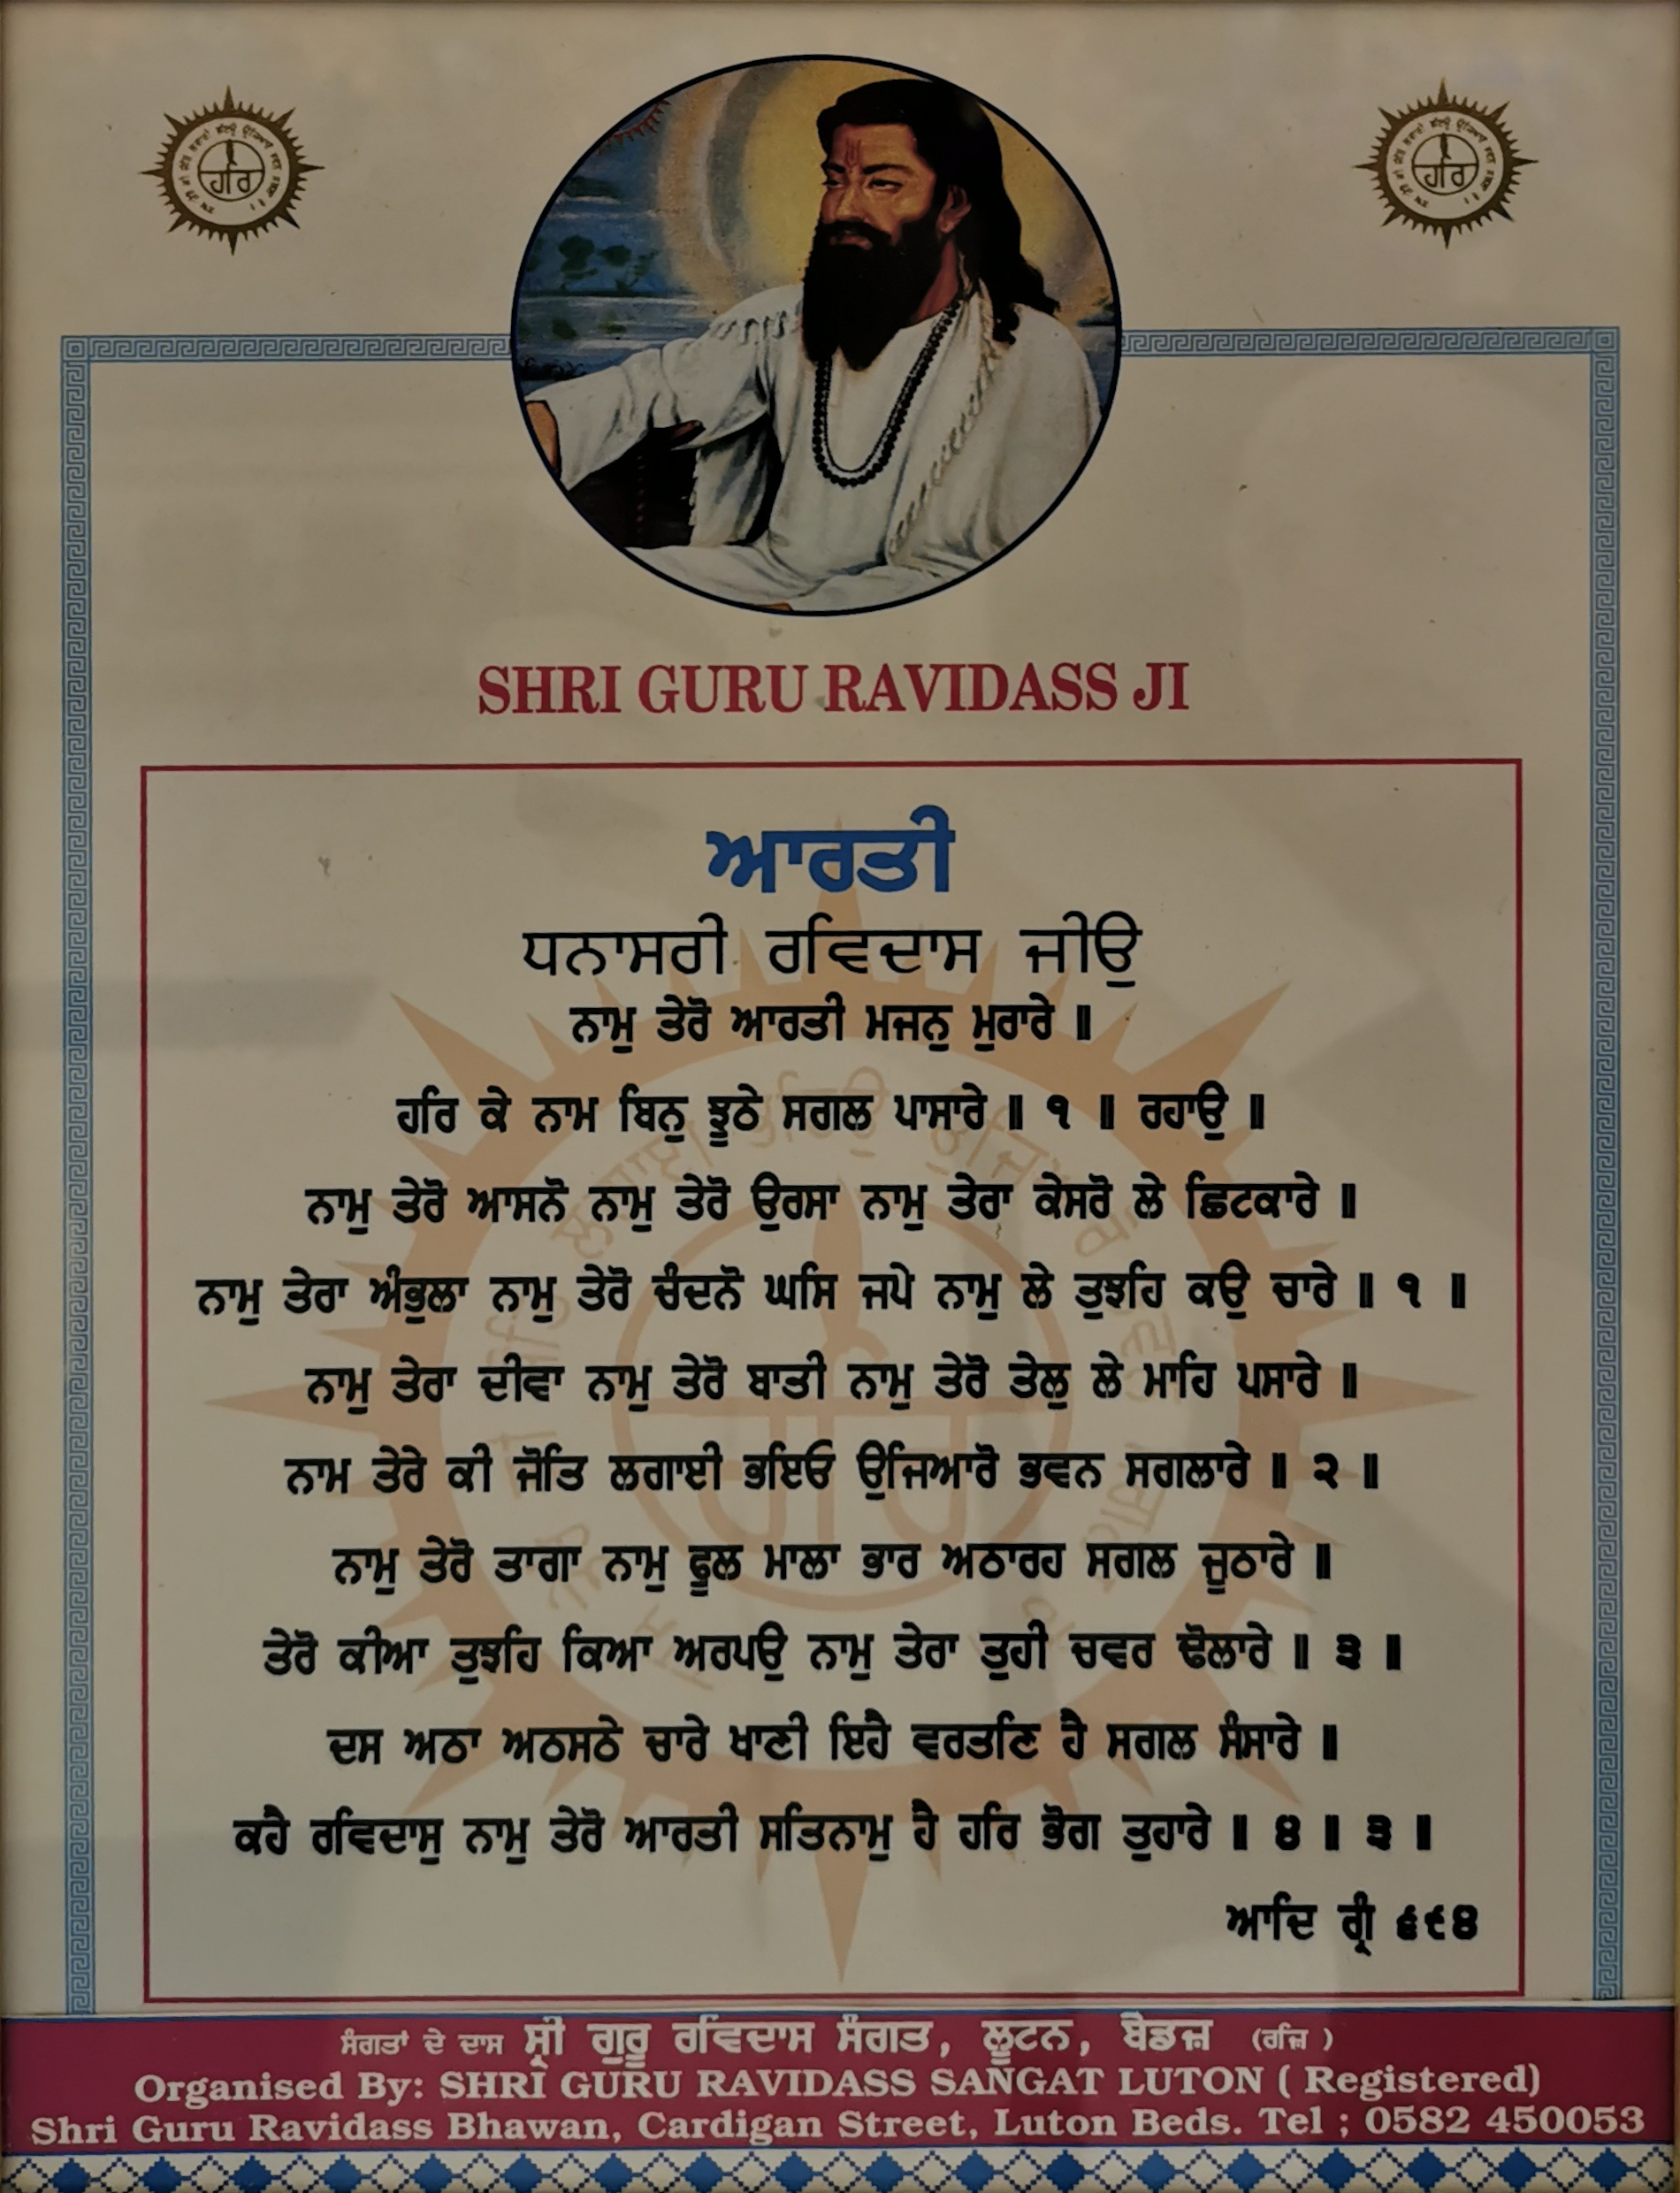 ਹਰਿ
ਹਰਿ
SHRI GURU RAVIDASS JI
ਆਰਤੀ
ਧਨਾਸਰੀ ਰਵਿਦਾਸ ਜੀਉ
ਨਾਮੁ ਤੇਰੋ ਆਰਤੀ ਮਜਨੁ ਮੁਰਾਰੇ ॥
ਹਰਿ ਕੇ ਨਾਮ ਬਿਨੁ ਝੂਠੇ ਸਗਲ ਪਾਸਾਰੇ ॥ ੧ ॥ ਰਹਾਉ ॥
ਨਾਮੁ ਤੇਰੋ ਆਸਨੋ ਨਾਮੁ ਤੇਰੋ ਉਰਸਾ ਨਾਮੁ ਤੇਰਾ ਕੇਸਰੋ ਲੇ ਛਿਟਕਾਰੇ ॥
ਨਾਮੁ ਤੇਰਾ ਅੰਭੁਲਾ ਨਾਮੁ ਤੇਰੋ ਚੰਦਨੋ ਘਸਿ ਜਪੇ ਨਾਮੁ ਲੇ ਤੁਝਹਿ ਕਉ ਚਾਰੇ ॥ ੧ ॥
ਨਾਮੁ ਤੇਰਾ ਦੀਵਾ ਨਾਮੁ ਤੇਰੋ ਬਾਤੀ ਨਾਮੁ ਤੇਰੋ ਤੇਲੁ ਲੇ ਮਾਹਿ ਪਸਾਰੇ ॥
ਨਾਮ ਤੇਰੇ ਕੀ ਜੋਤਿ ਲਗਾਈ ਭਇਓ ਉਜਿਆਰੋ ਭਵਨ ਸਗਲਾਰੇ ॥ ੨ ॥
ਨਾਮੁ ਤੇਰੋ ਤਾਗਾ ਨਾਮੁ ਫੂਲ ਮਾਲਾ ਭਾਰ ਅਠਾਰਹ ਸਗਲ ਜੂਠਾਰੇ ॥
ਤੇਰੋ ਕੀਆ ਤੁਝਹਿ ਕਿਆ ਅਰਪਉ ਨਾਮੁ ਤੇਰਾ ਤੁਹੀ ਚਵਰ ਢੋਲਾਰੇ ॥ ੩ ॥
ਦਸ ਅਠਾ ਅਠਸਠੇ ਚਾਰੇ ਖਾਣੀ ਇਹੈ ਵਰਤਣਿ ਹੈ ਸਗਲ ਸੰਸਾਰੇ ॥
ਕਹੈ ਰਵਿਦਾਸੁ ਨਾਮੁ ਤੇਰੋ ਆਰਤੀ ਸਤਿਨਾਮੁ ਹੈ ਹਰਿ ਭੋਗ ਤੁਹਾਰੇ ॥ ੪ ॥ ੩ ॥
ਆਦਿ ਗ੍ਰੰ ੬੯੪
ਸੰਗਤਾਂ ਦੇ ਦਾਸ ਸ੍ਰੀ ਗੁਰੂ ਰਵਿਦਾਸ ਸੰਗਤ, ਲੂਟਨ, ਬੈਡਜ਼ (ਰਜ਼ਿ )
Organised By: SHRI GURU RAVIDASS SANGAT LUTON ( Registered)
Shri Guru Ravidass Bhawan, Cardigan Street, Luton Beds. Tel ; 0582 450053